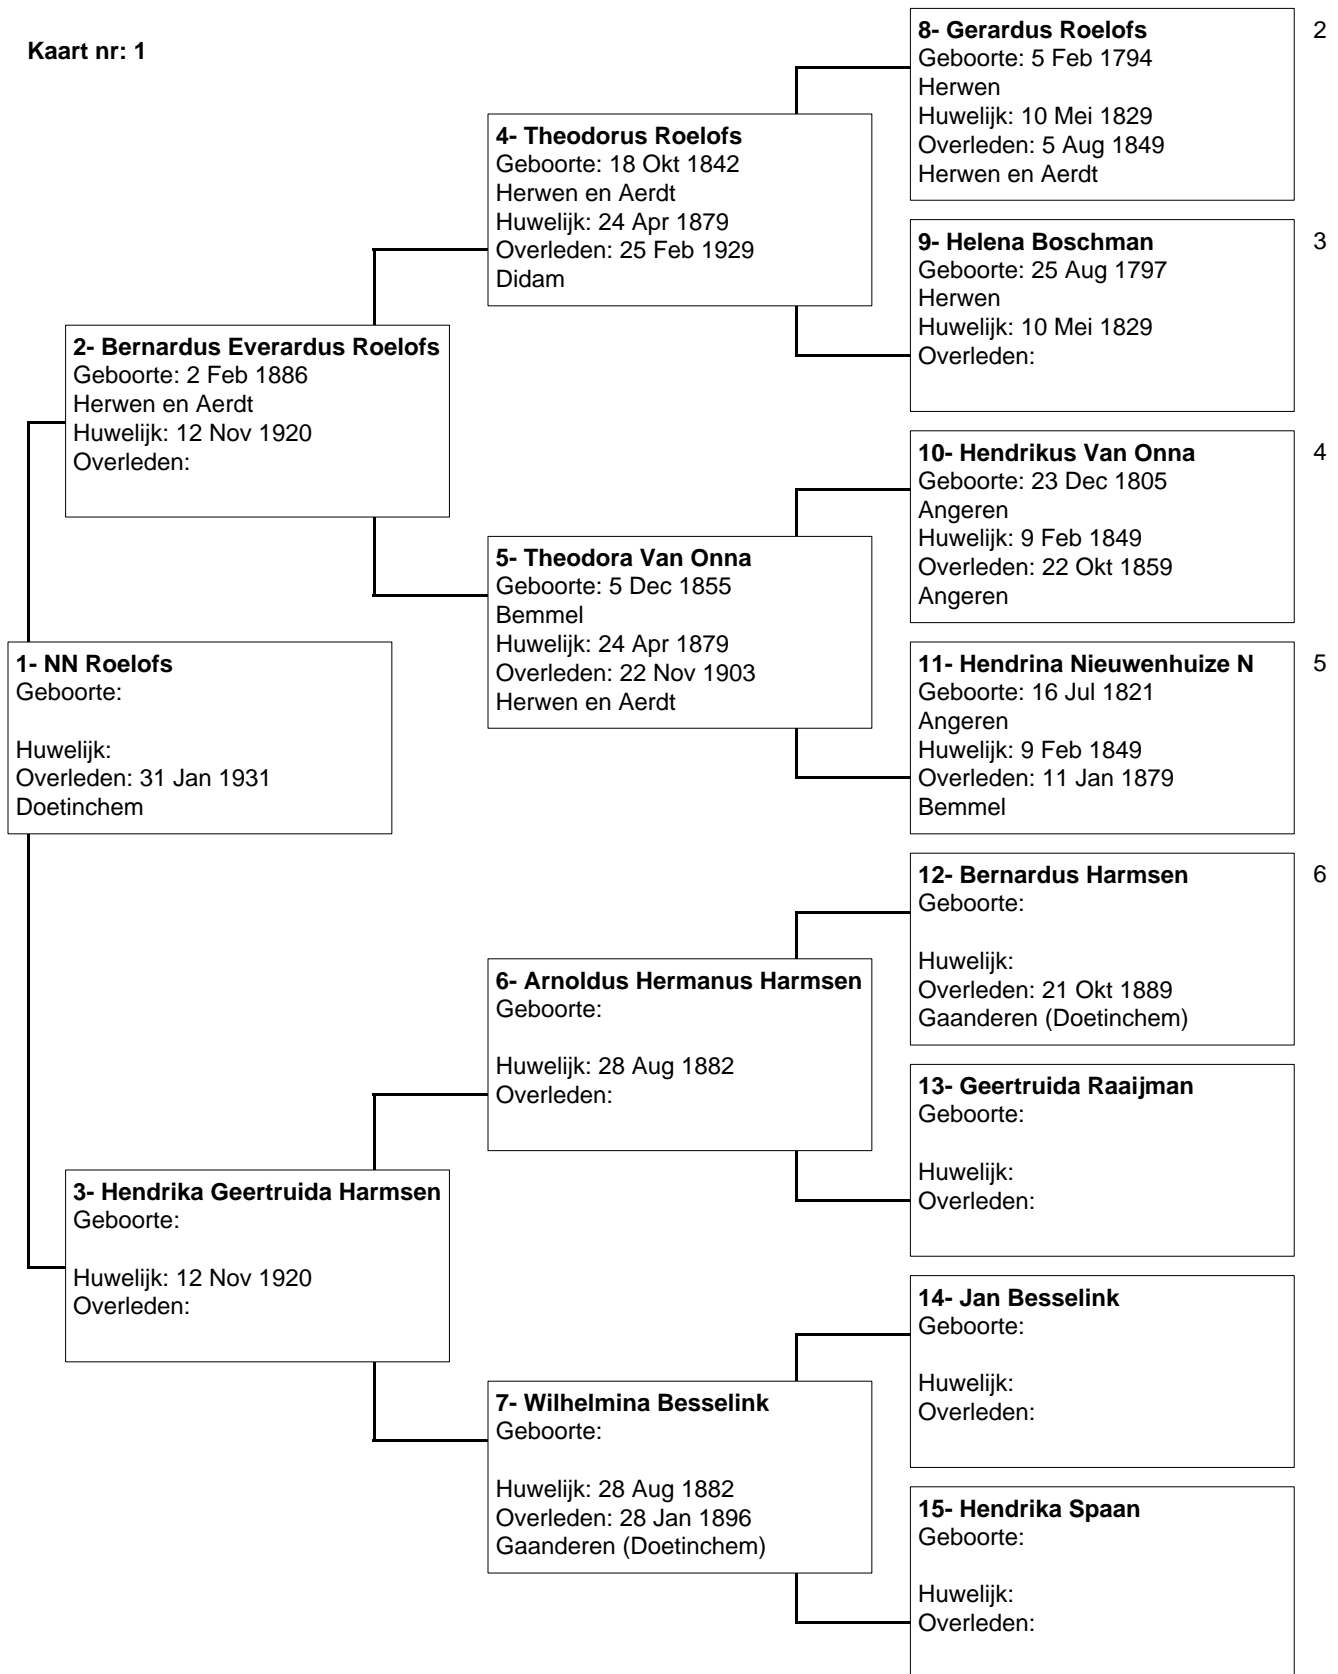 Kaart nr: 1
1- NN Roelofs
Geboorte:
Huwelijk:
Overleden: 31 Jan 1931
Doetinchem
2- Bernardus Everardus Roelofs
Geboorte: 2 Feb 1886
Herwen en Aerdt
Huwelijk: 12 Nov 1920
Overleden:
3- Hendrika Geertruida Harmsen
Geboorte:
Huwelijk: 12 Nov 1920
Overleden:
4- Theodorus Roelofs
Geboorte: 18 Okt 1842
Herwen en Aerdt
Huwelijk: 24 Apr 1879
Overleden: 25 Feb 1929
Didam
5- Theodora Van Onna
Geboorte: 5 Dec 1855
Bemmel
Huwelijk: 24 Apr 1879
Overleden: 22 Nov 1903
Herwen en Aerdt
6- Arnoldus Hermanus Harmsen
Geboorte:
Huwelijk: 28 Aug 1882
Overleden:
7- Wilhelmina Besselink
Geboorte:
Huwelijk: 28 Aug 1882
Overleden: 28 Jan 1896
Gaanderen (Doetinchem)
8- Gerardus Roelofs
Geboorte: 5 Feb 1794
Herwen
Huwelijk: 10 Mei 1829
Overleden: 5 Aug 1849
Herwen en Aerdt
2
9- Helena Boschman
Geboorte: 25 Aug 1797
Herwen
Huwelijk: 10 Mei 1829
Overleden:
3
10- Hendrikus Van Onna
Geboorte: 23 Dec 1805
Angeren
Huwelijk: 9 Feb 1849
Overleden: 22 Okt 1859
Angeren
4
11- Hendrina Nieuwenhuize N
Geboorte: 16 Jul 1821
Angeren
Huwelijk: 9 Feb 1849
Overleden: 11 Jan 1879
Bemmel
5
12- Bernardus Harmsen
Geboorte:
Huwelijk:
Overleden: 21 Okt 1889
Gaanderen (Doetinchem)
6
13- Geertruida Raaijman
Geboorte:
Huwelijk:
Overleden:
14- Jan Besselink
Geboorte:
Huwelijk:
Overleden:
15- Hendrika Spaan
Geboorte:
Huwelijk:
Overleden: